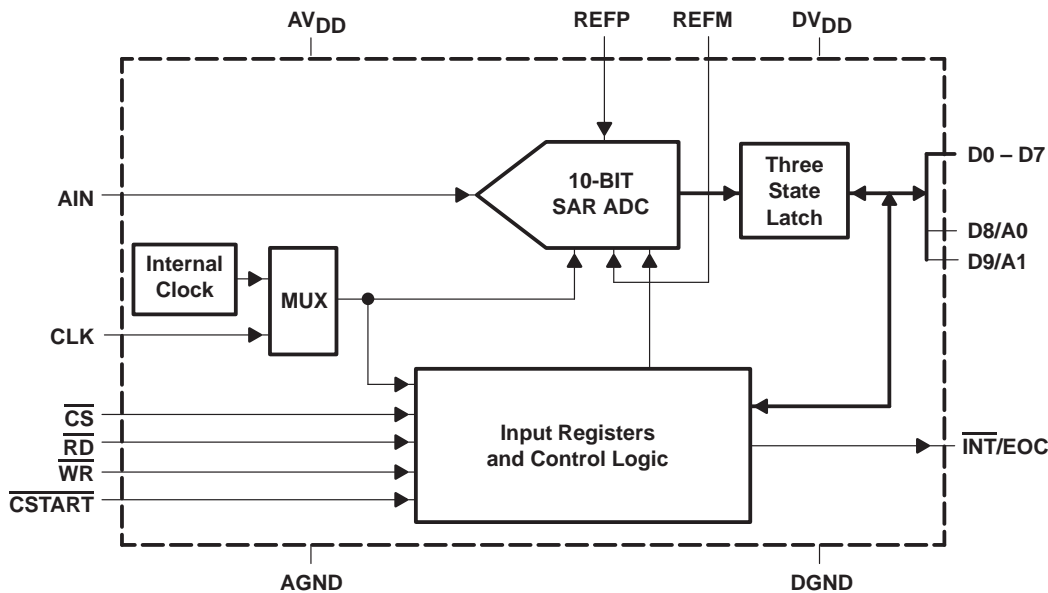 AVDD
REFP
REFM
DVDD
AIN
10-BIT
SAR ADC
Three
State
Latch
D0 – D7
D8/A0
D9/A1
Internal
Clock
MUX
CLK
CS
RD
WR
CSTART
Input Registers
and Control Logic
INT/EOC
AGND
DGND